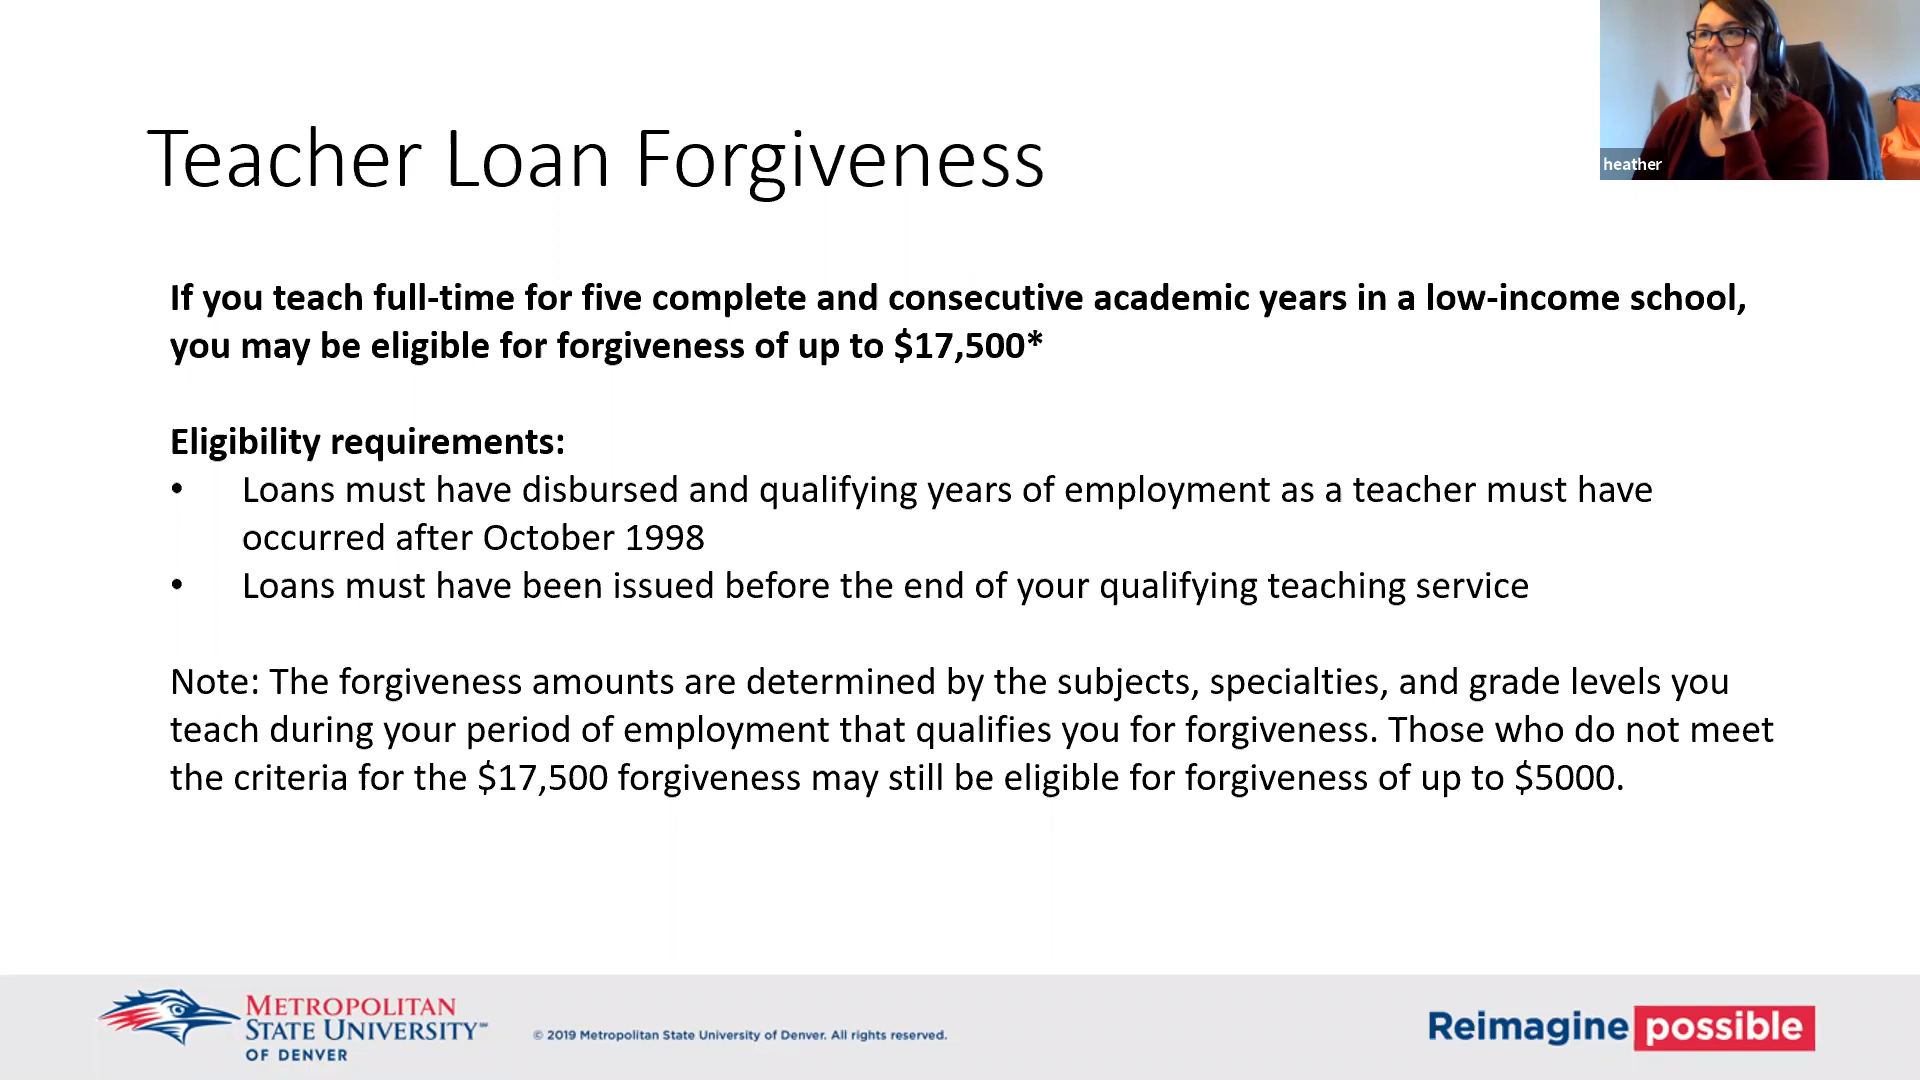 heather
Teacher Loan Forgiveness
If you teach full-time for five complete and consecutive academic years in a low-income school,
you may be eligible for forgiveness of up to $17,500*
Eligibility requirements:
• Loans must have disbursed and qualifying years of employment as a teacher must have
occurred after October 1998
• Loans must have been issued before the end of your qualifying teaching service
Note: The forgiveness amounts are determined by the subjects, specialties, and grade levels you
teach during your period of employment that qualifies you for forgiveness. Those who do not meet
the criteria for the $17,500 forgiveness may still be eligible for forgiveness of up to $5000.
METROPOLITAN
STATE UNIVERSITY℠
OF DENVER
© 2019 Metropolitan State University of Denver. All rights reserved.
Reimagine possible